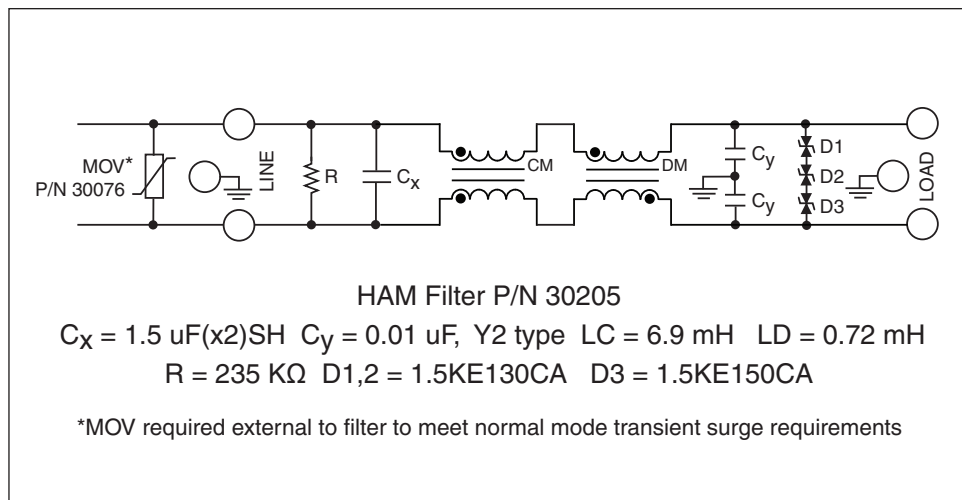 MOV*
P/N 30076
LINE
R
Cx
CM
DM
Cy
Cy
D1
D2
D3
LOAD
HAM Filter P/N 30205
Cx = 1.5 uF(x2)SH Cy = 0.01 uF, Y2 type LC = 6.9 mH LD = 0.72 mH
R = 235 KΩ D1,2 = 1.5KE130CA D3 = 1.5KE150CA
*MOV required external to filter to meet normal mode transient surge requirements